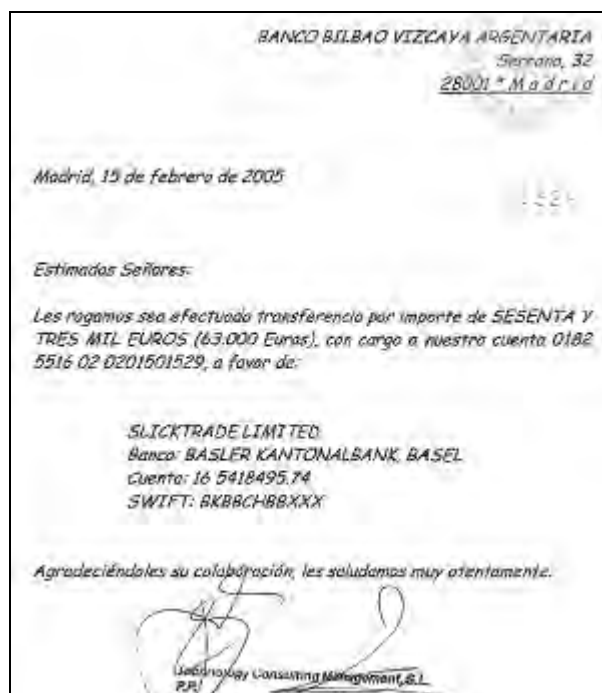 BANCO BILBAO VIZCAYA ARGENTARIA
Serrano, 32
28001 * M a d r i d
Madrid, 15 de febrero de 2005
Estimados Señores:
Les rogamos sea efectuada transferencia por importe de SESENTA Y
TRES MIL EUROS (63.000 Euros), con cargo a nuestra cuenta 0182
5516 02 0201501529, a favor de:
SLICKTRADE LIMITED
Banco: BASLER KANTONALBANK, BASEL
Cuenta: 16 5418495.74
SWIFT: BKBBCHBBXXX
Agradeciéndoles su colaboración, les saludamos muy atentamente.
Technology Consulting Management, S.L.
P.P.